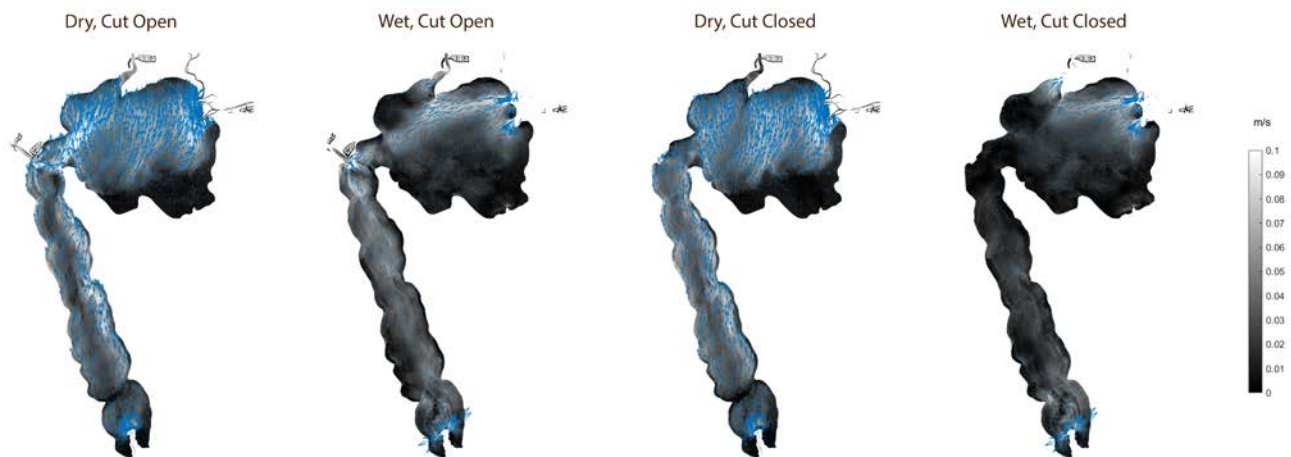 Dry, Cut Open
Wet, Cut Open
Dry, Cut Closed
Wet, Cut Closed
m/s
0.1
0.09
0.08
0.07
0.06
0.05
0.04
0.03
0.02
0.01
0